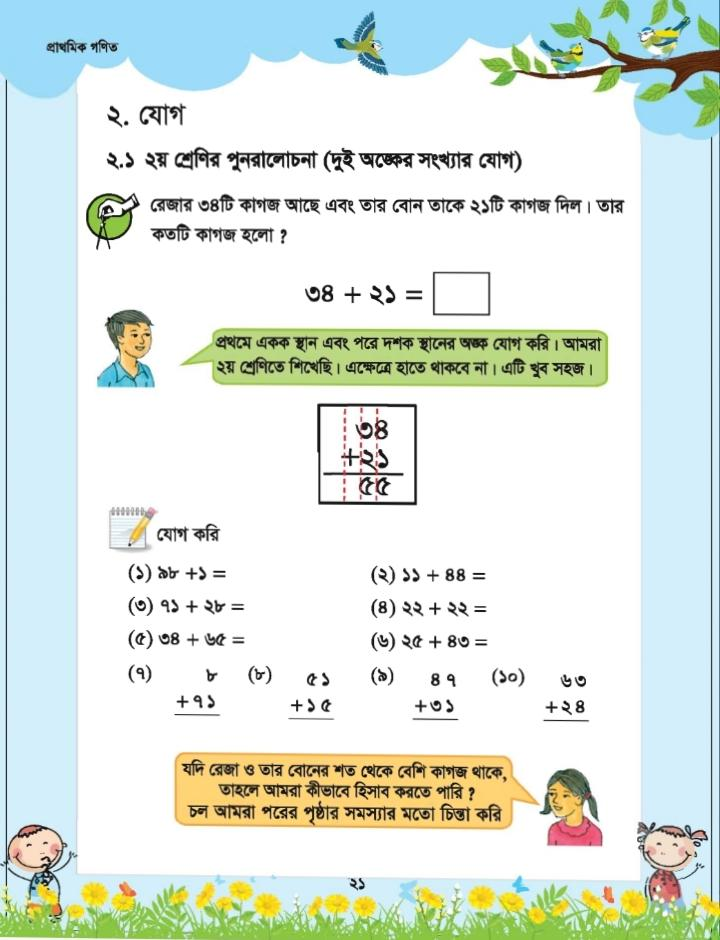 প্রাথমিক গণিত
২. যোগ
২.১ ২য় শ্রেণির পুনরালোচনা (দুই অঙ্কের সংখ্যার যোগ)
রেজার ৩৪টি কাগজ আছে এবং তার বোন তাকে ২১টি কাগজ দিল। তার
কতটি কাগজ হলো ?
৩৪ + ২১ =
প্রথমে একক স্থান এবং পরে দশক স্থানের অঙ্ক যোগ করি। আমরা
২য় শ্রেণিতে শিখেছি। এক্ষেত্রে হাতে থাকবে না। এটি খুব সহজ।
৩৪
+২১
৫৫
যোগ করি
(১) ৯৮ +১ = (২) ১১ + ৪৪ =
(৩) ৭১ + ২৮ = (৪) ২২ + ২২ =
(৫) ৩৪ + ৬৫ = (৬) ২৫ + ৪৩ =
(৭) ৮ (৮) ৫১ (৯) ৪৭ (১০) ৬৩
+৭১ +১৫ +৩১ +২৪
যদি রেজা ও তার বোনের শত থেকে বেশি কাগজ থাকে,
তাহলে আমরা কীভাবে হিসাব করতে পারি ?
চল আমরা পরের পৃষ্ঠার সমস্যার মতো চিন্তা করি
২১